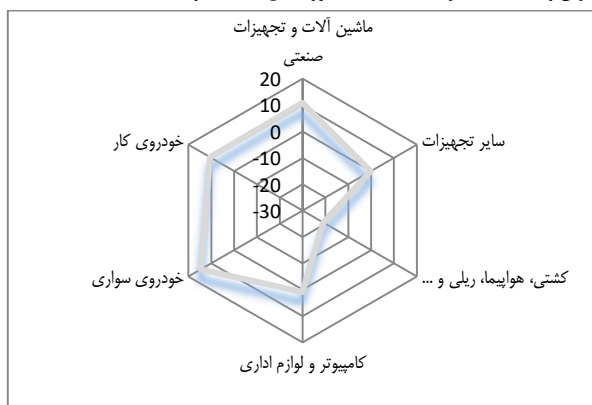 ماشین آلات و تجهیزات
صنعتی
20
10
0
-10
-20
-30
سایر تجهیزات
خودروی کار
کشتی، هواپیما، ریلی و ...
خودروی سواری
کامپیوتر و لوازم اداری